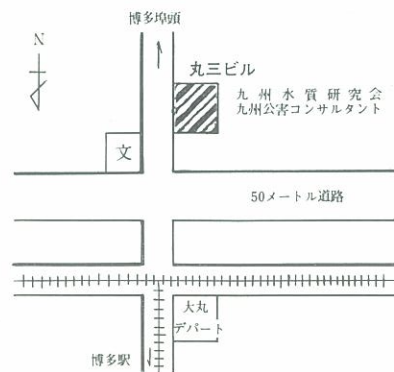 博多埠頭
N
丸三ビル
九州水質研究会
九州公害コンサルタント
文
50メートル道路
大丸
デパート
博多駅